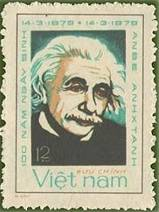 14-3-1879 • 14-3-1979
100 NĂM NGÀY SINH
ANBE ANHXTANH
12
BƯU CHÍNH
Việt nam